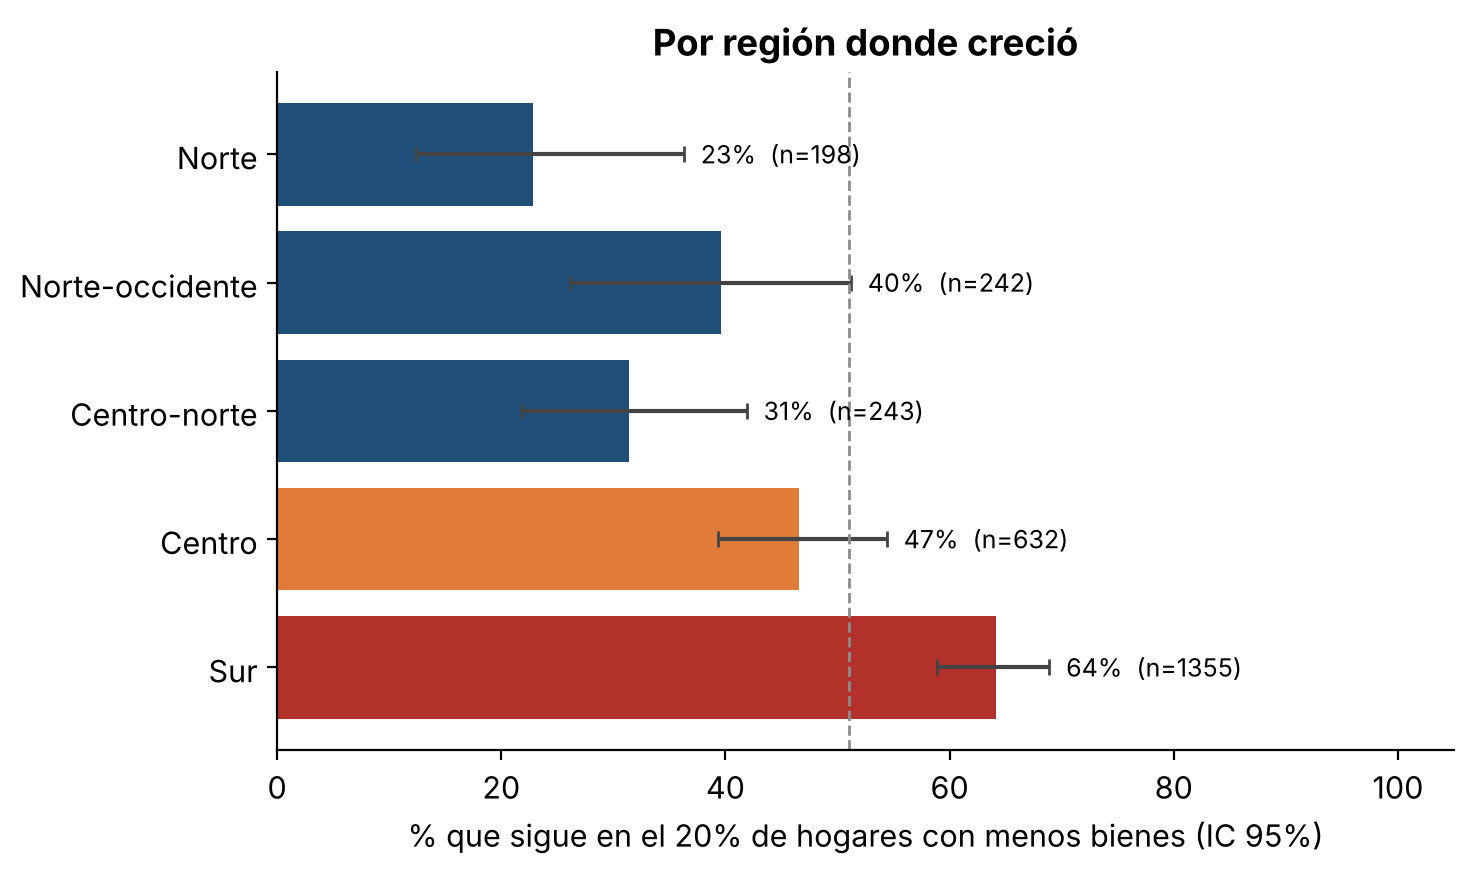 Por región donde creció
Norte
23% (n=198)
Norte-occidente
40% (n=242)
Centro-norte
31% (n=243)
Centro
47% (n=632)
Sur
64% (n=1355)
0 20 40 60 80 100
% que sigue en el 20% de hogares con menos bienes (IC 95%)